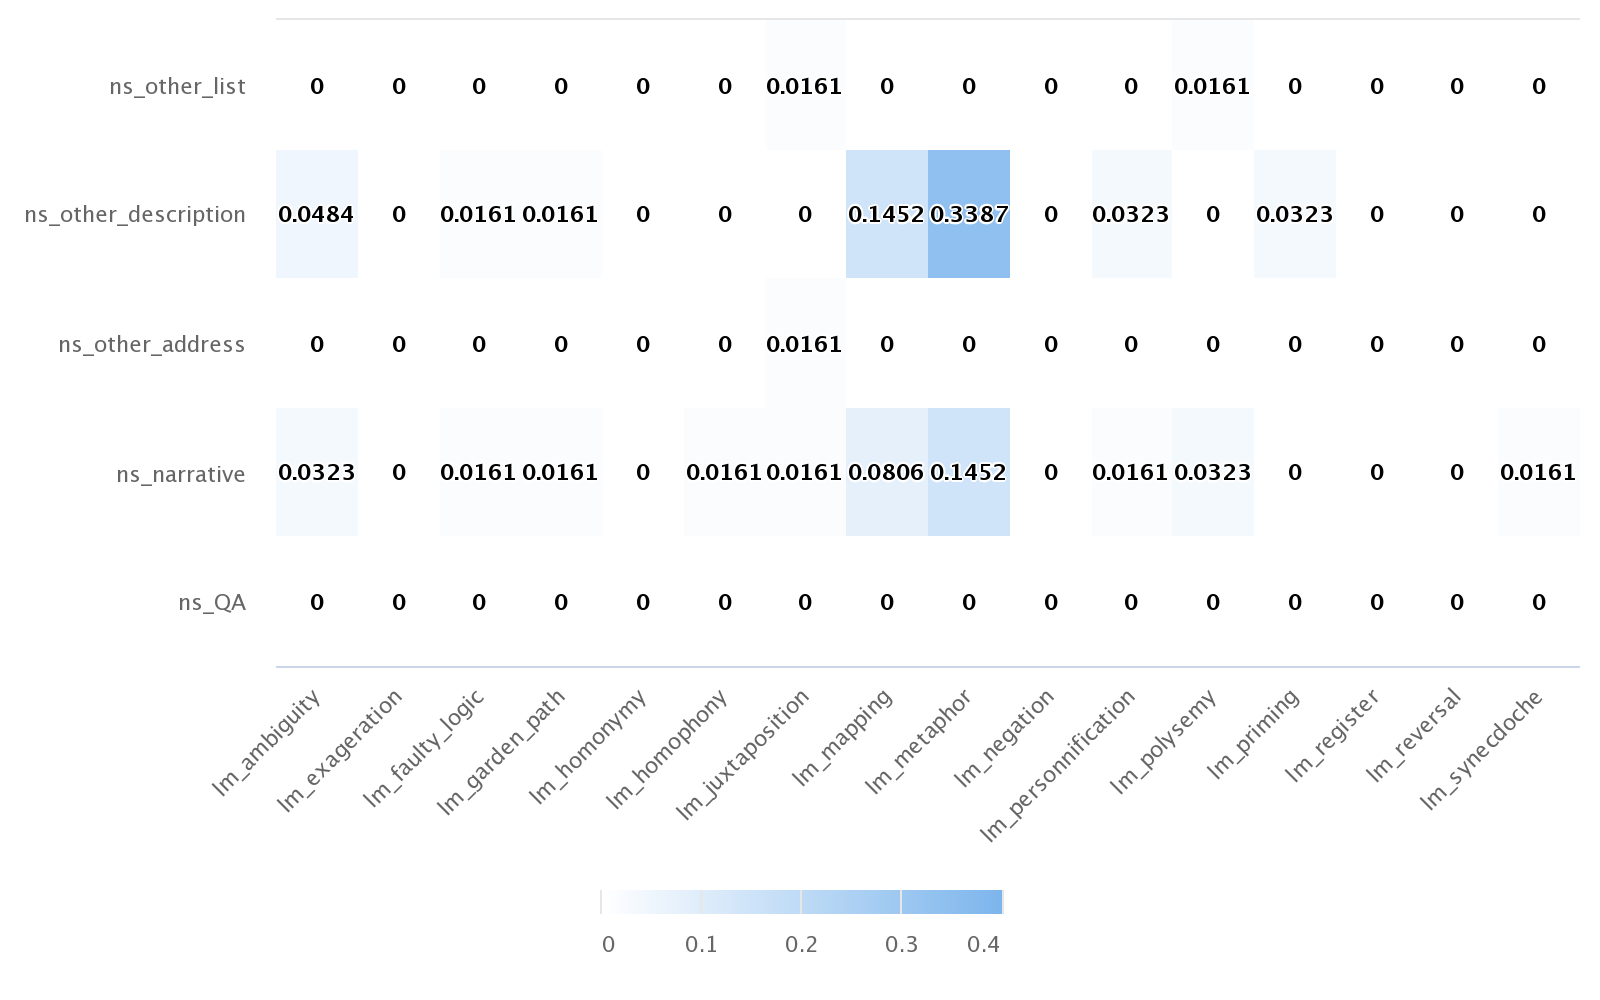 ns_other_list 0 0 0 0 0 0 0.0161 0 0 0 0 0.0161 0 0 0 0
ns_other_description 0.0484 0 0.0161 0.0161 0 0 0 0.1452 0.3387 0 0.0323 0 0.0323 0 0 0
ns_other_address 0 0 0 0 0 0 0.0161 0 0 0 0 0 0 0 0 0
ns_narrative 0.0323 0 0.0161 0.0161 0 0.0161 0.0161 0.0806 0.1452 0 0.0161 0.0323 0 0 0 0.0161
ns_QA 0 0 0 0 0 0 0 0 0 0 0 0 0 0 0 0
lm_ambiguity lm_exageration lm_faulty_logic lm_garden_path lm_homonymy lm_homophony lm_juxtaposition lm_mapping lm_metaphor lm_negation lm_personnification lm_polysemy lm_priming lm_register lm_reversal lm_synecdoche
0 0.1 0.2 0.3 0.4